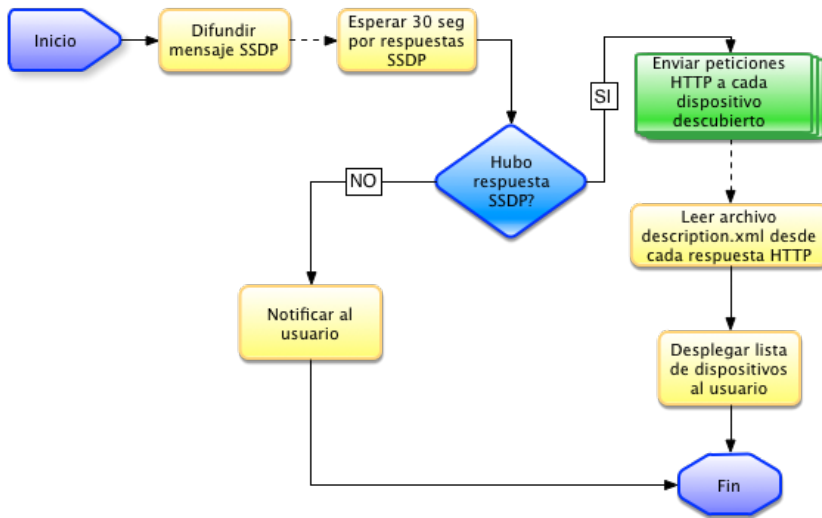 Inicio
Difundir
mensaje SSDP
Esperar 30 seg
por respuestas
SSDP
Hubo
respuesta
SSDP?
SI
NO
Enviar peticiones
HTTP a cada
dispositivo
descubierto
Leer archivo
description.xml desde
cada respuesta HTTP
Notificar al
usuario
Desplegar lista
de dispositivos
al usuario
Fin